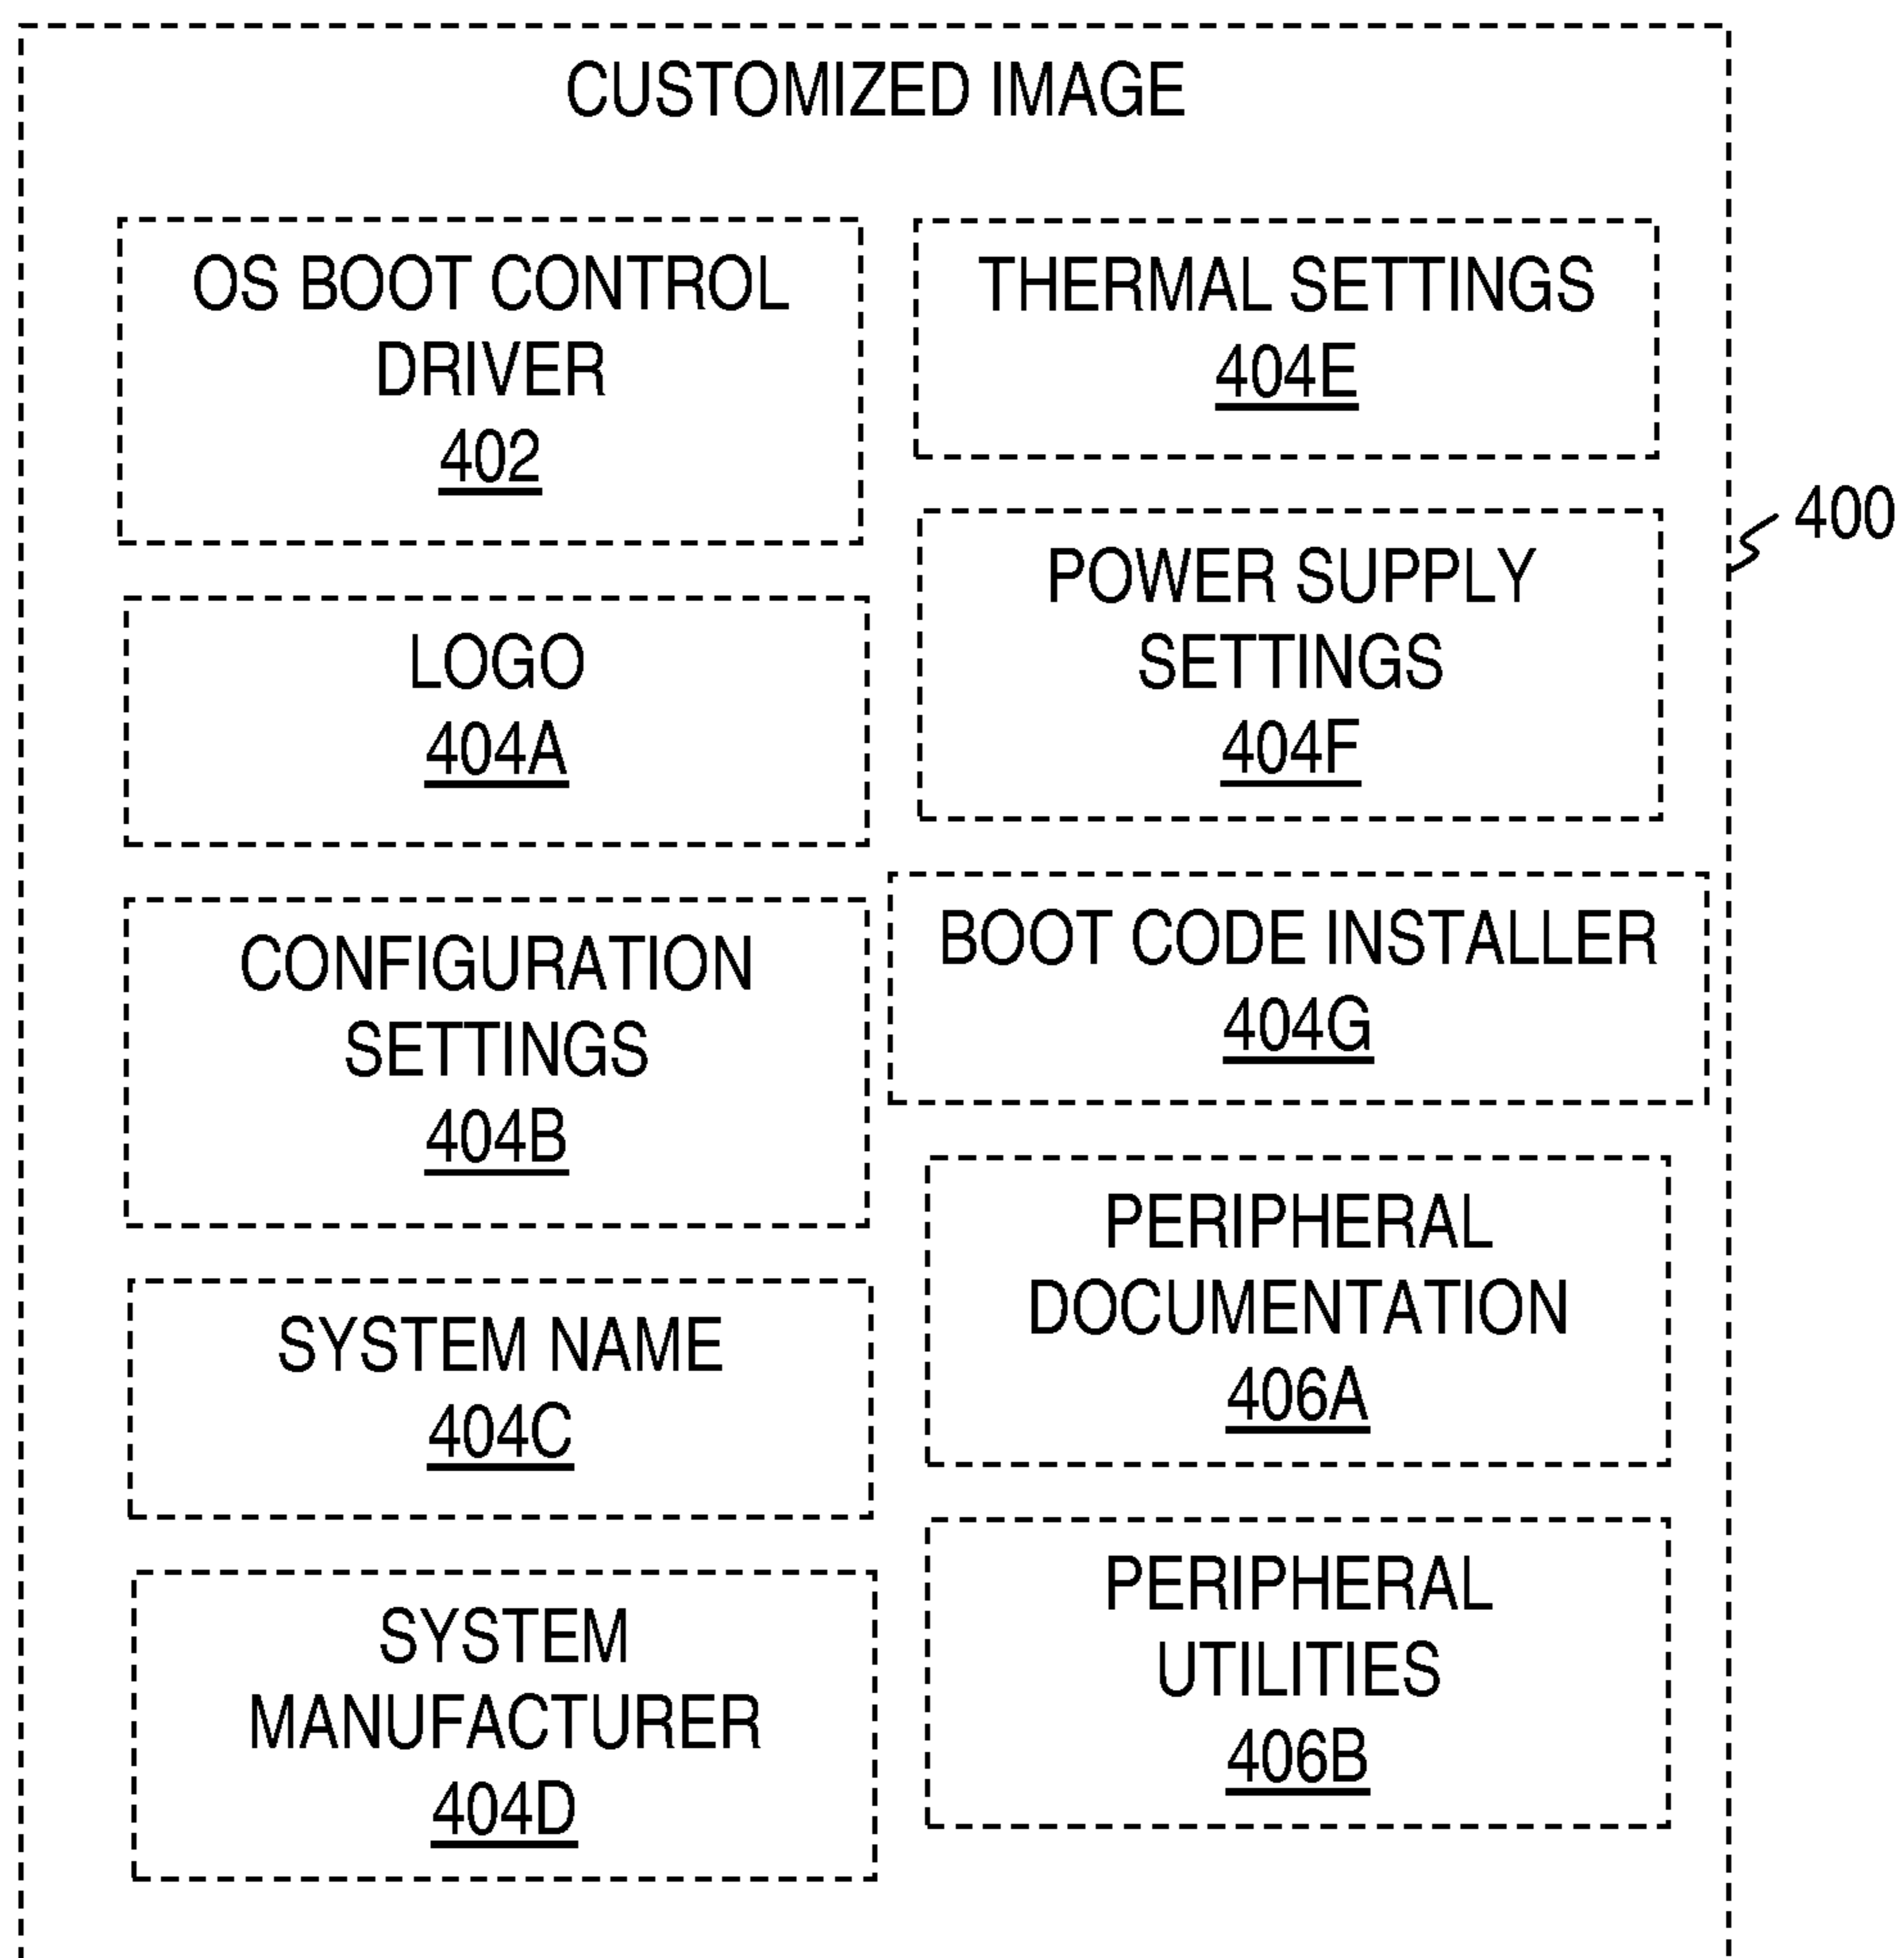 CUSTOMIZED IMAGE
OS BOOT CONTROL
DRIVER
402
LOGO
404A
CONFIGURATION
SETTINGS
404B
SYSTEM NAME
404C
SYSTEM
MANUFACTURER
404D
THERMAL SETTINGS
404E
POWER SUPPLY
SETTINGS
404F
BOOT CODE INSTALLER
404G
PERIPHERAL
DOCUMENTATION
406A
PERIPHERAL
UTILITIES
406B
400